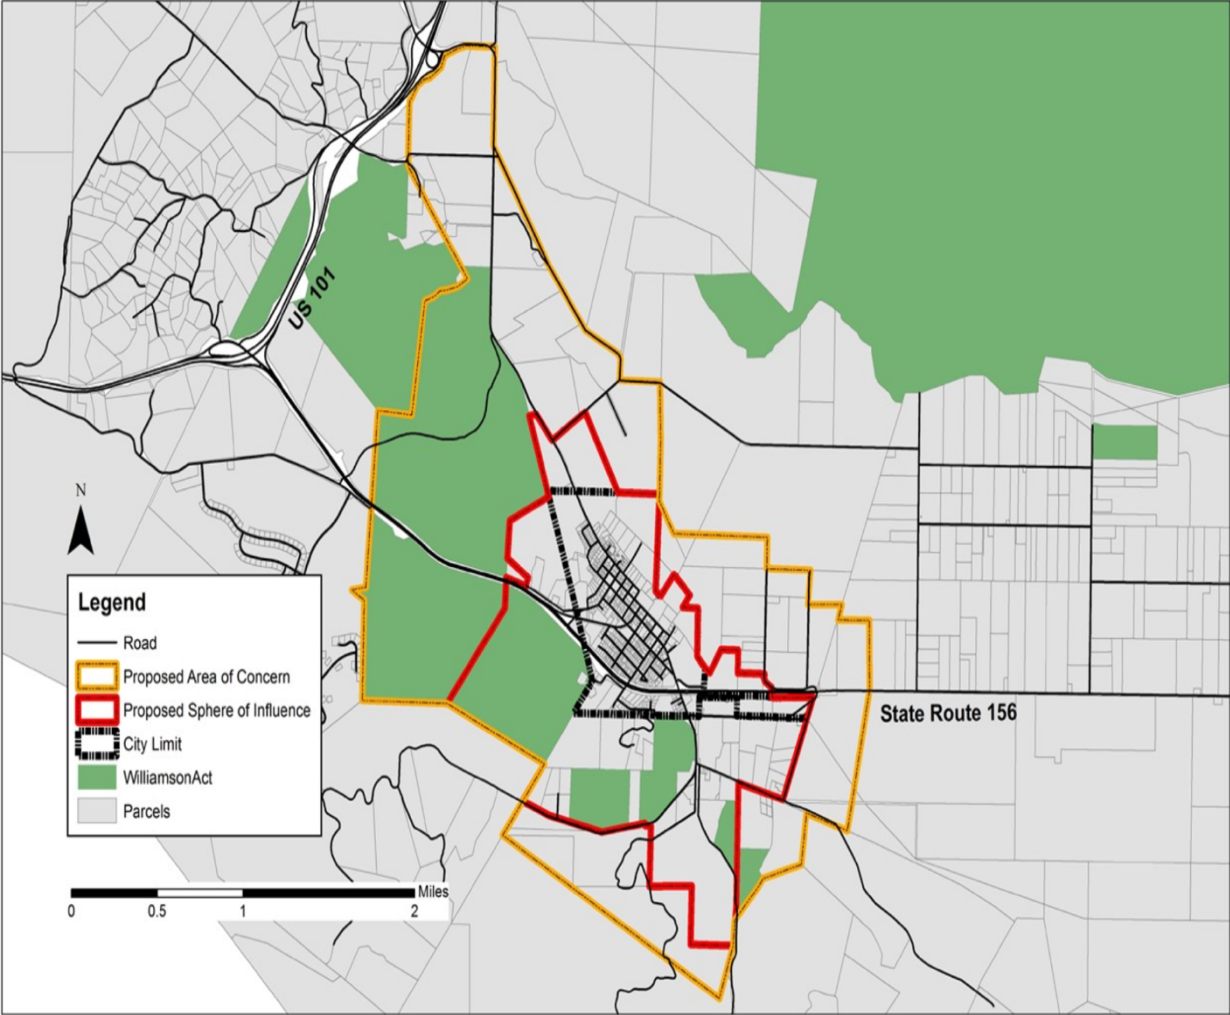 US 101
N
Legend
Road
Proposed Area of Concern
Proposed Sphere of Influence
City Limit
WilliamsonAct
Parcels
State Route 156
Miles
0 0.5 1 2